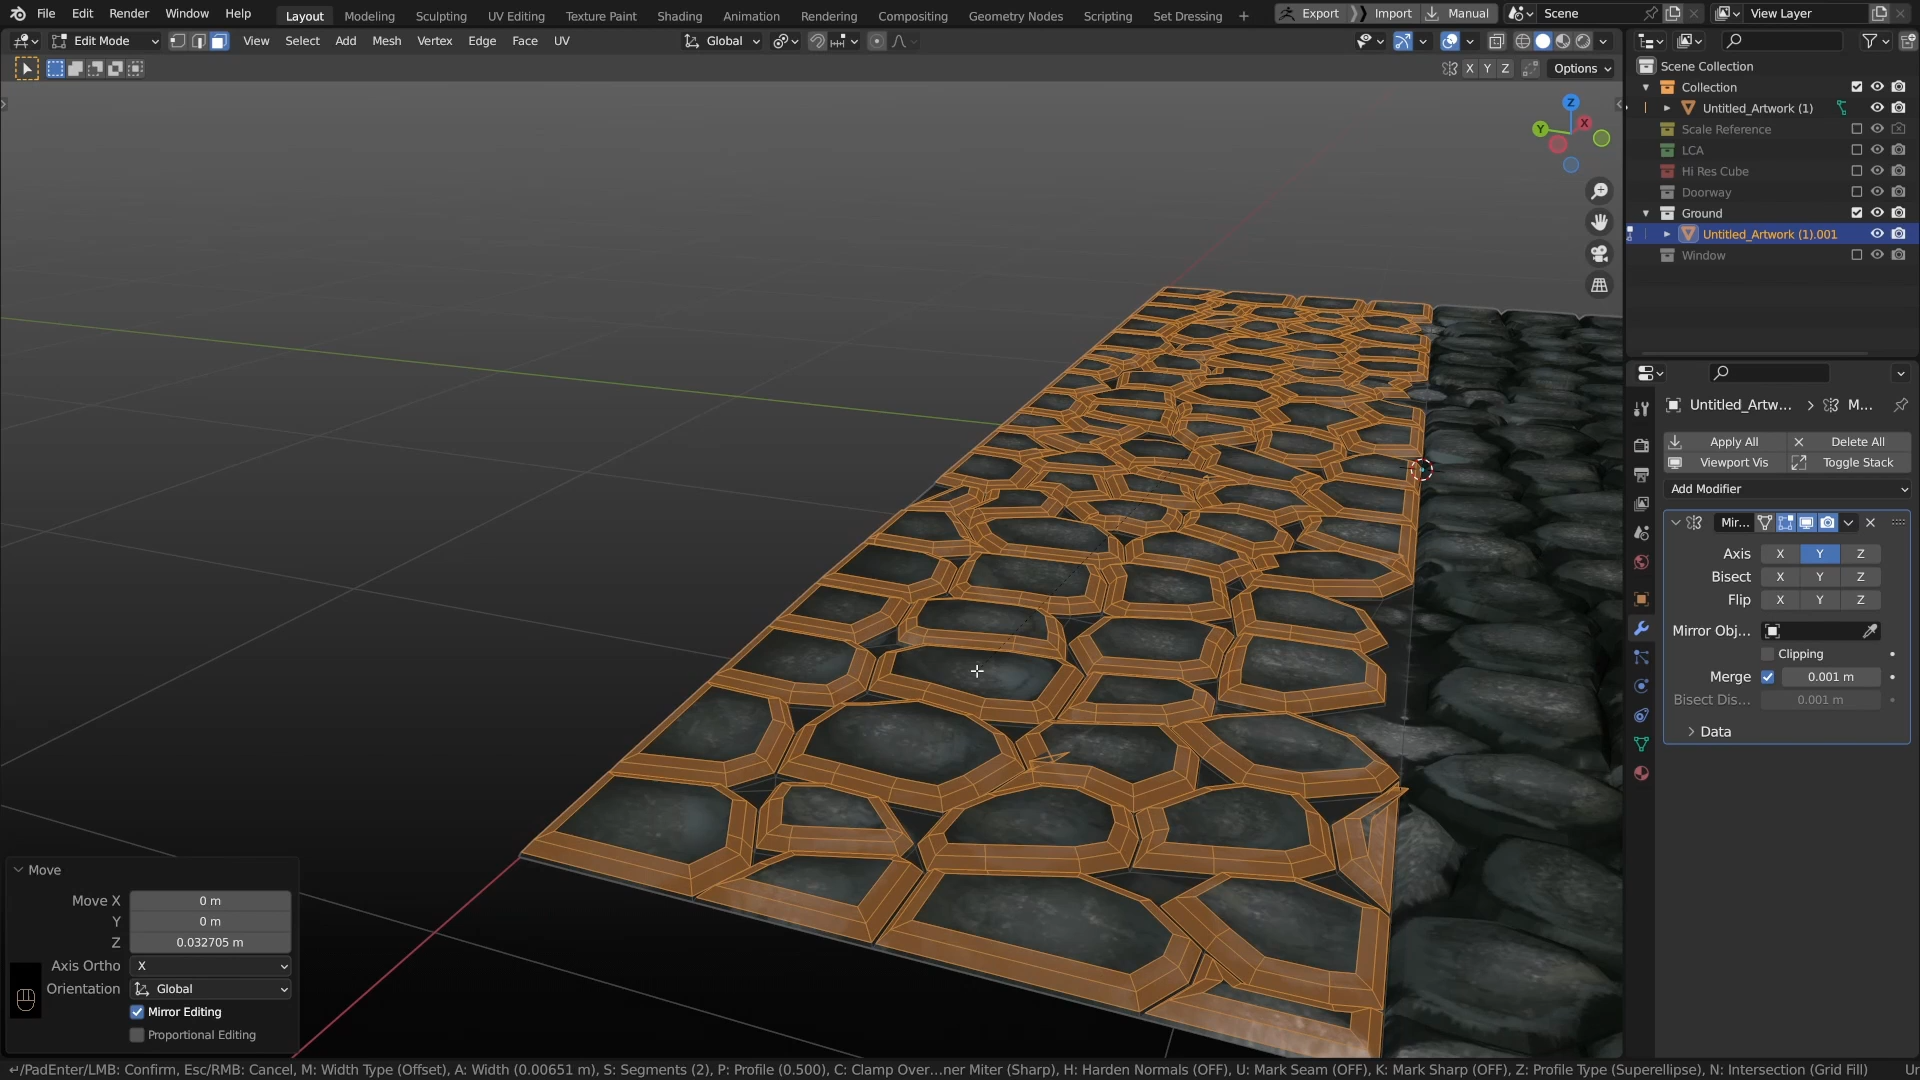 File Edit Render Window Help Layout Modeling Sculpting UV Editing Texture Paint Shading Animation Rendering Compositing Geometry Nodes Scripting Set Dressing + Export Import Manual Scene View Layer
Edit Mode View Select Add Mesh Vertex Edge Face UV Global
X Y Z Options
Scene Collection
Collection
Untitled_Artwork (1)
Scale Reference
LCA
Hi Res Cube
Doorway
Ground
Untitled_Artwork (1).001
Window
Z
Y
X
Untitled_Artw... M...
Apply All Delete All
Viewport Vis Toggle Stack
Add Modifier
Mir...
Axis X Y Z
Bisect X Y Z
Flip X Y Z
Mirror Obj...
Clipping
Merge 0.001 m
Bisect Dis... 0.001 m
Data
Move
Move X 0 m
Y 0 m
Z 0.032705 m
Axis Ortho X
Orientation Global
Mirror Editing
Proportional Editing
↵/PadEnter/LMB: Confirm, Esc/RMB: Cancel, M: Width Type (Offset), A: Width (0.00651 m), S: Segments (2), P: Profile (0.500), C: Clamp Over...ner Miter (Sharp), H: Harden Normals (OFF), U: Mark Seam (OFF), K: Mark Sharp (OFF), Z: Profile Type (Superellipse), N: Intersection (Grid Fill)